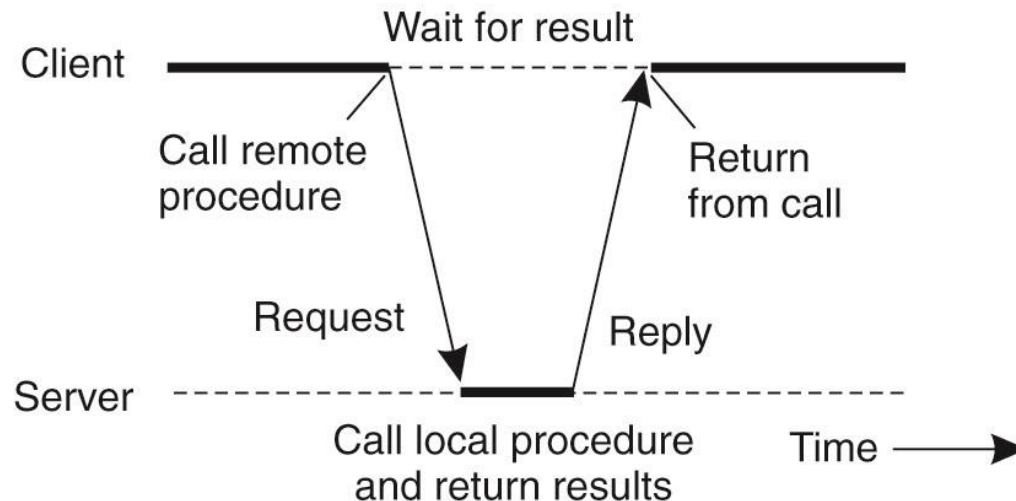 Wait for result
Client
Call remote
procedure
Return
from call
Request
Reply
Server
Call local procedure
and return results
Time